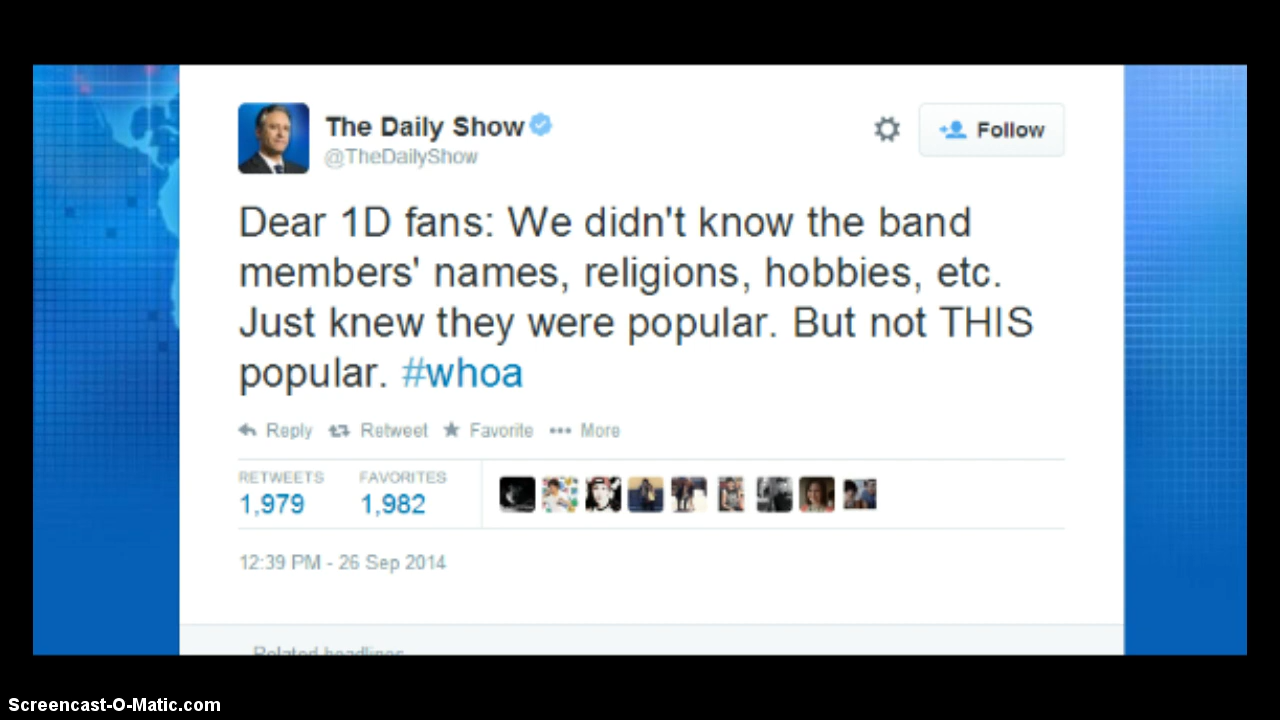 The Daily Show
@TheDailyShow
Follow
Dear 1D fans: We didn't know the band
members' names, religions, hobbies, etc.
Just knew they were popular. But not THIS
popular. #whoa
Reply Retweet Favorite More
RETWEETS FAVORITES
1,979 1,982
12:39 PM - 26 Sep 2014
Related headlines
Screencast-O-Matic.com